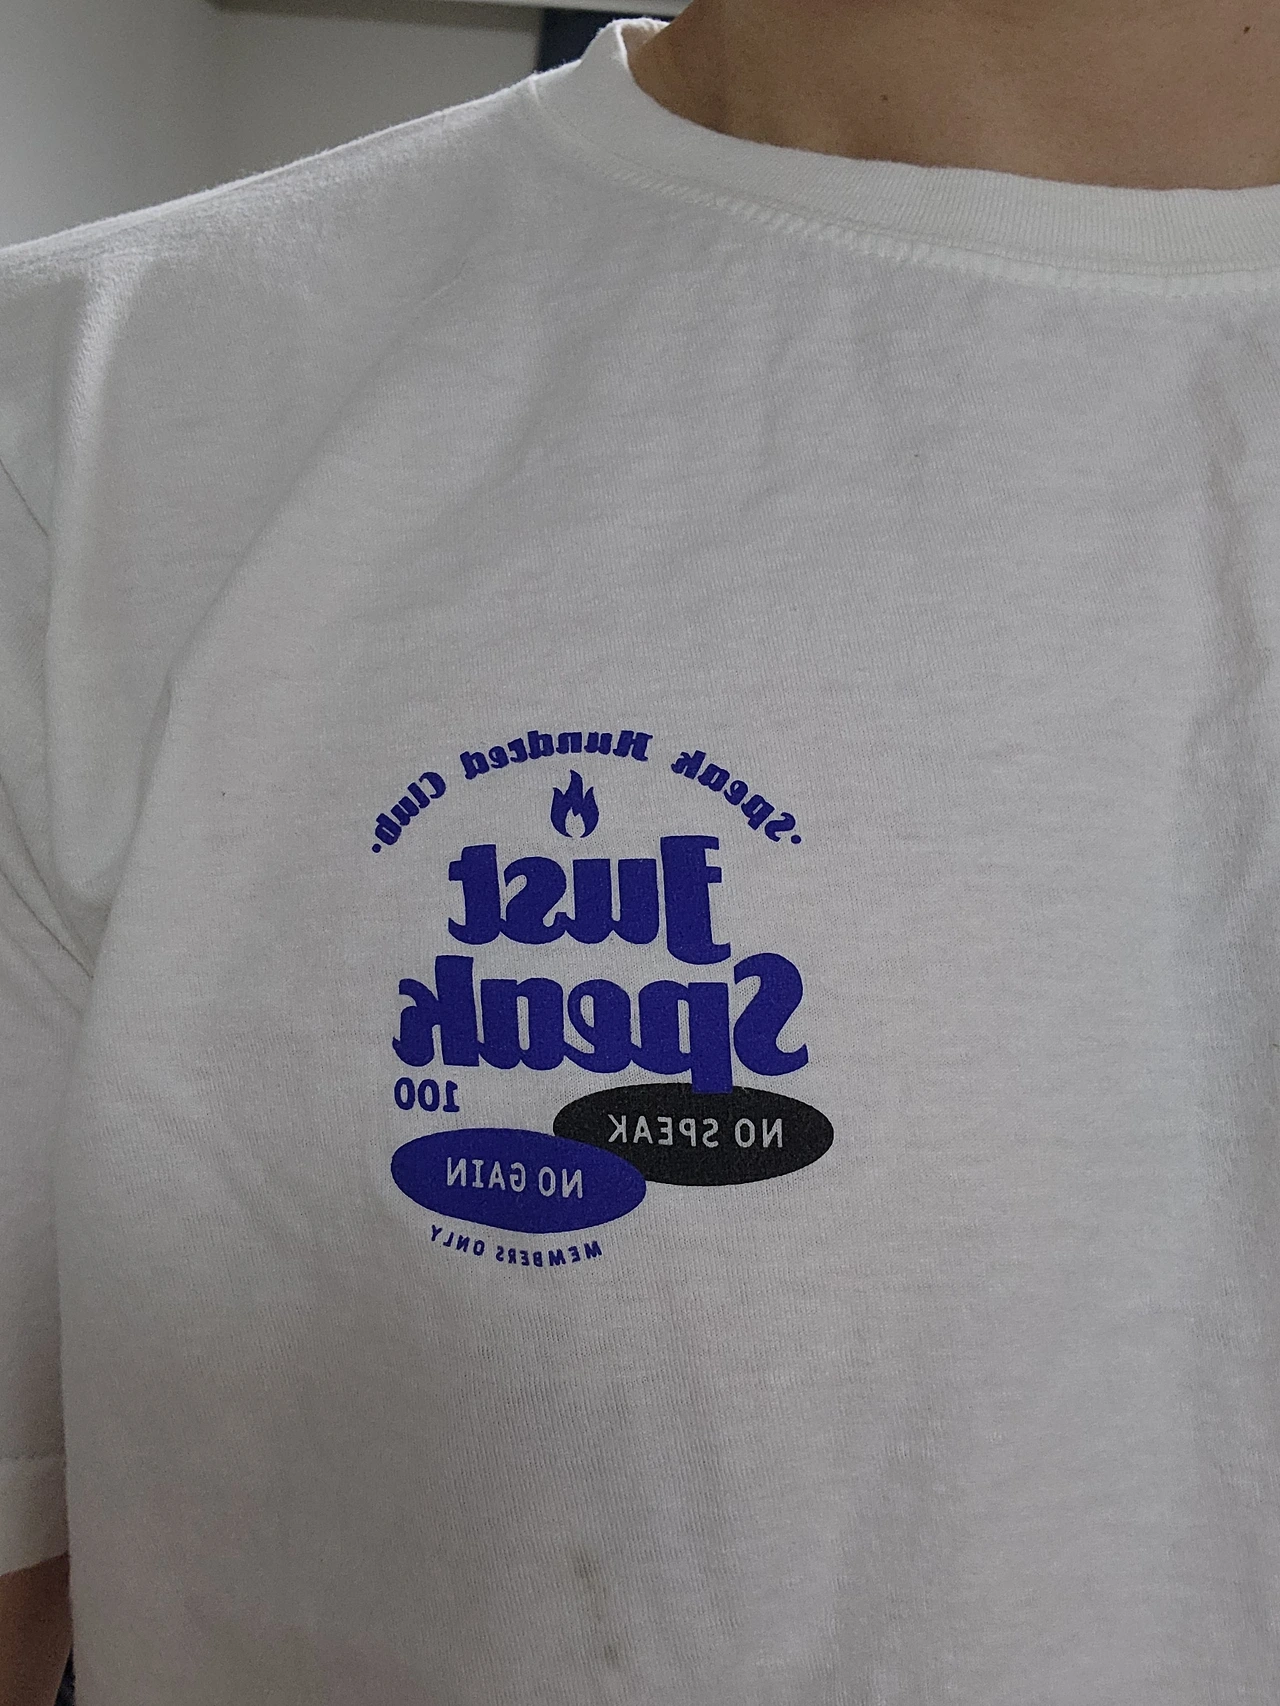 ·Speak Hundred Club·
Just
Speak
100
NO SPEAK
NO GAIN
MEMBERS ONLY